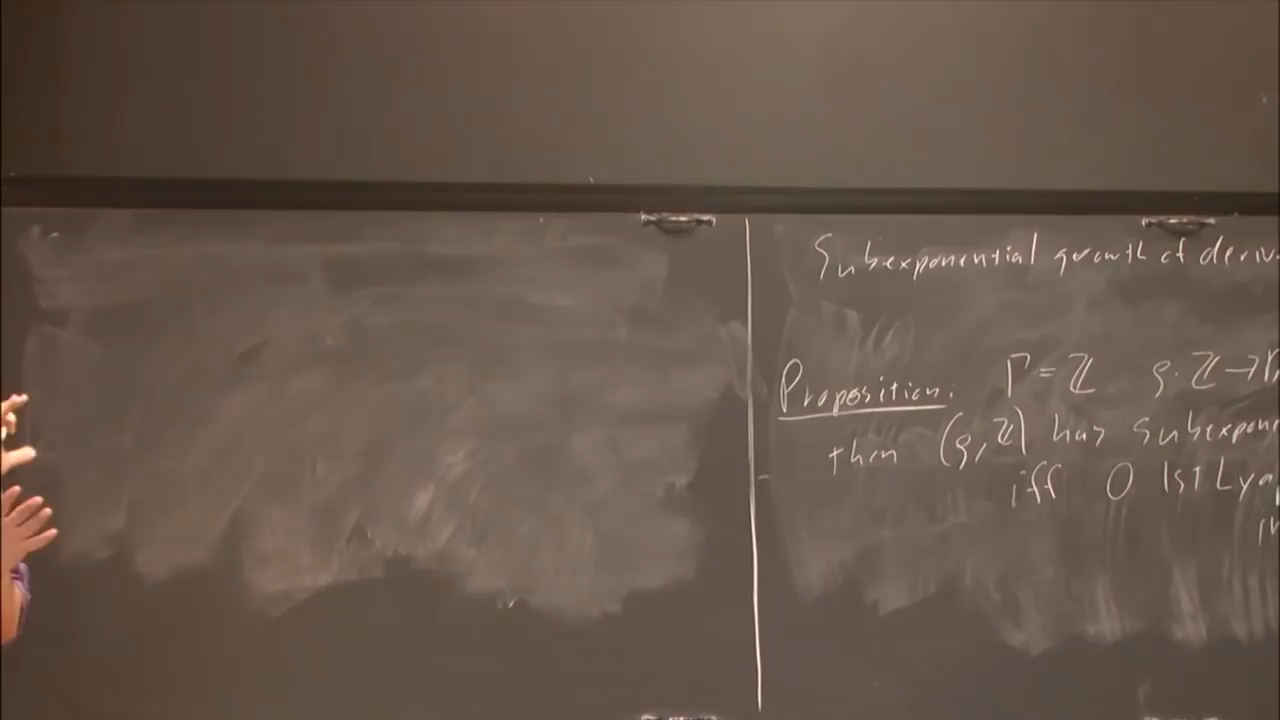 Subexponential growth of deriv
Proposition: Γ = ℤ ρ: ℤ →
then (ρ, ℤ) has subexpon
iff 0 1st Lya